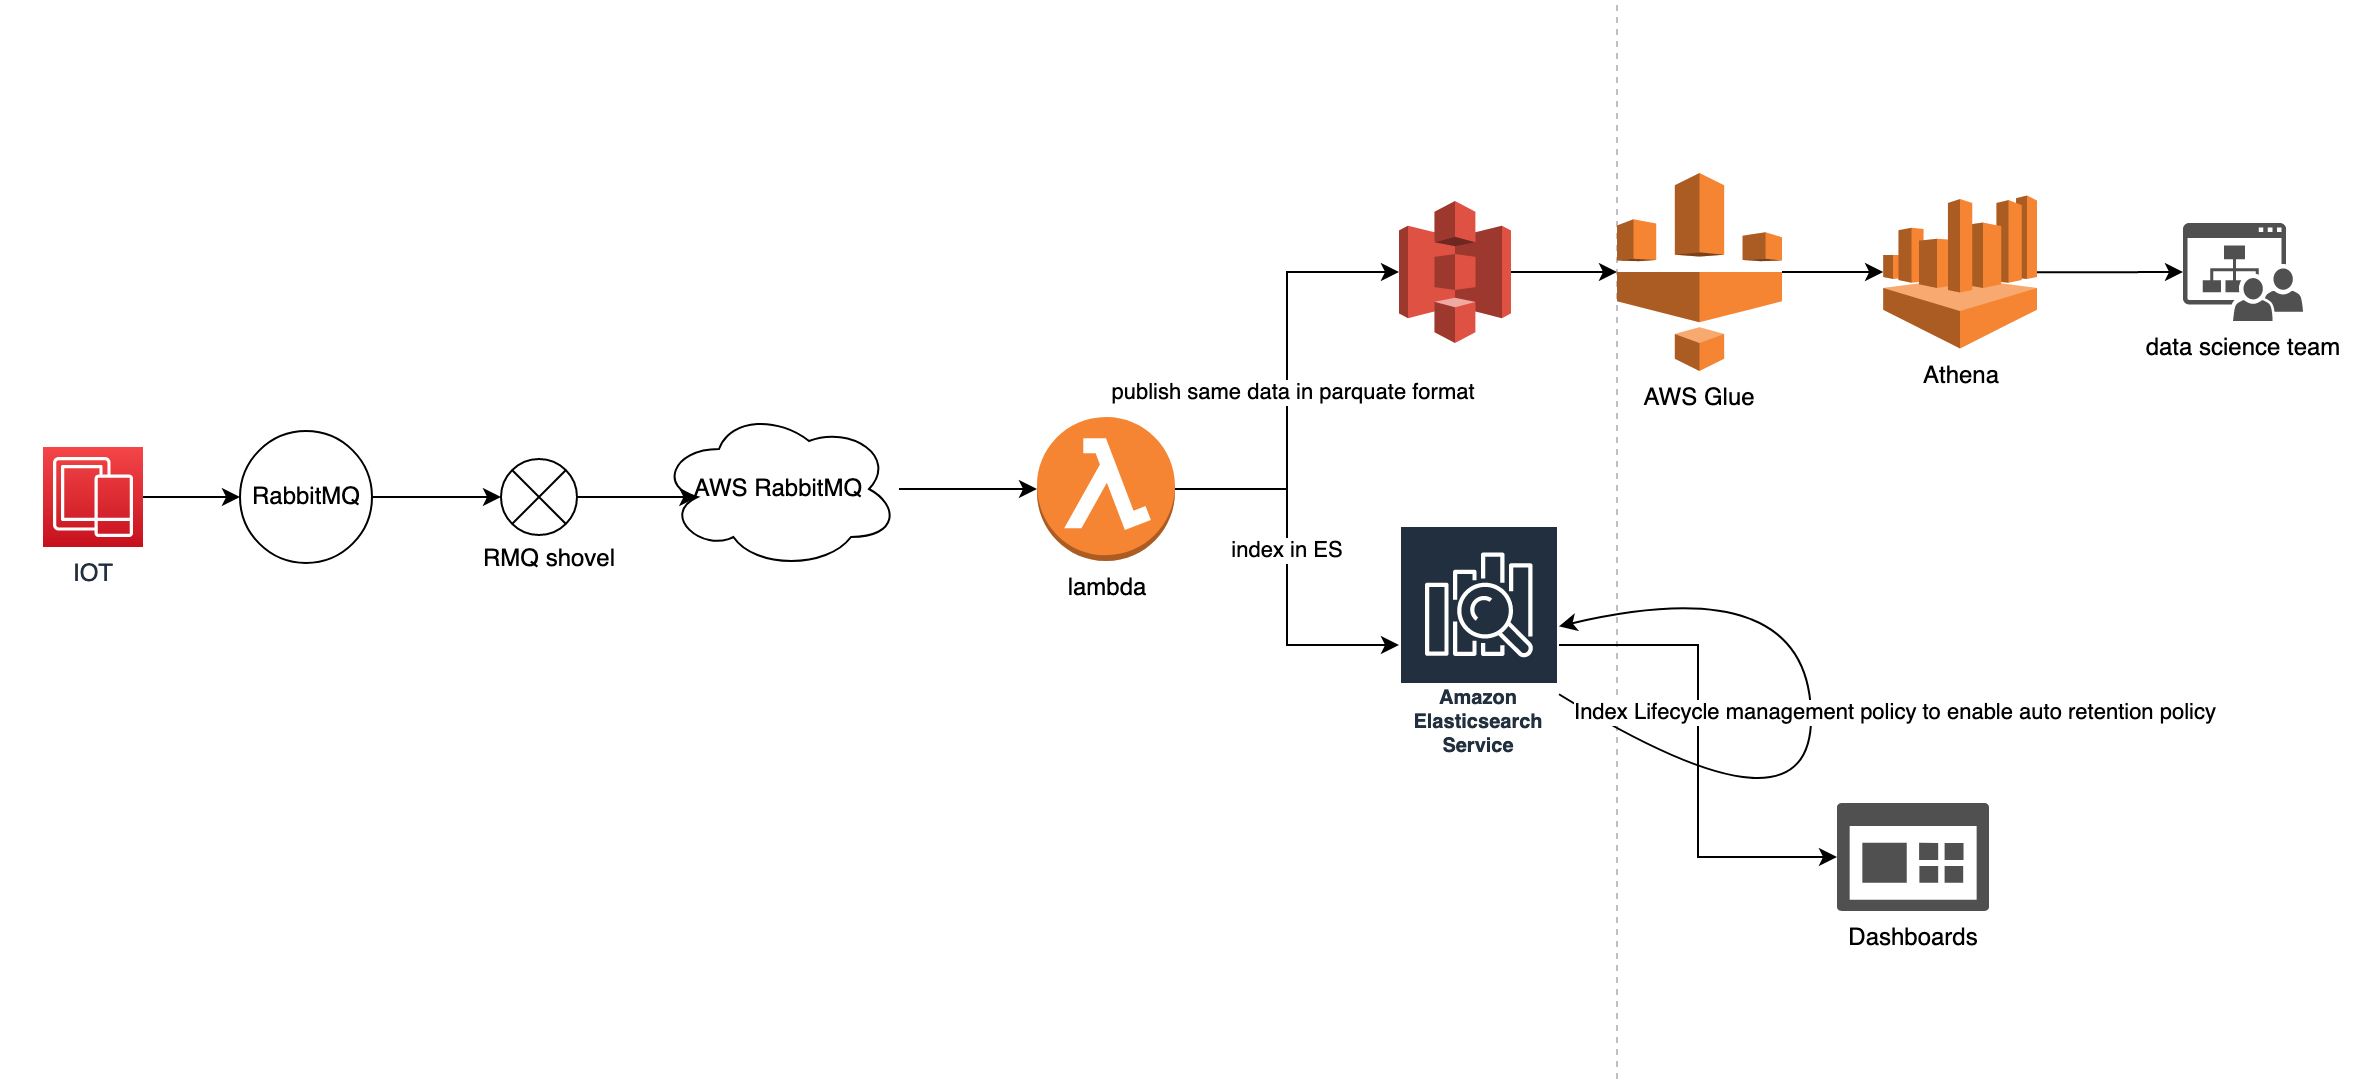 IOT
RabbitMQ
RMQ shovel
AWS RabbitMQ
lambda
publish same data in parquate format
index in ES
AWS Glue
Athena
data science team
Amazon
Elasticsearch
Service
Index Lifecycle management policy to enable auto retention policy
Dashboards